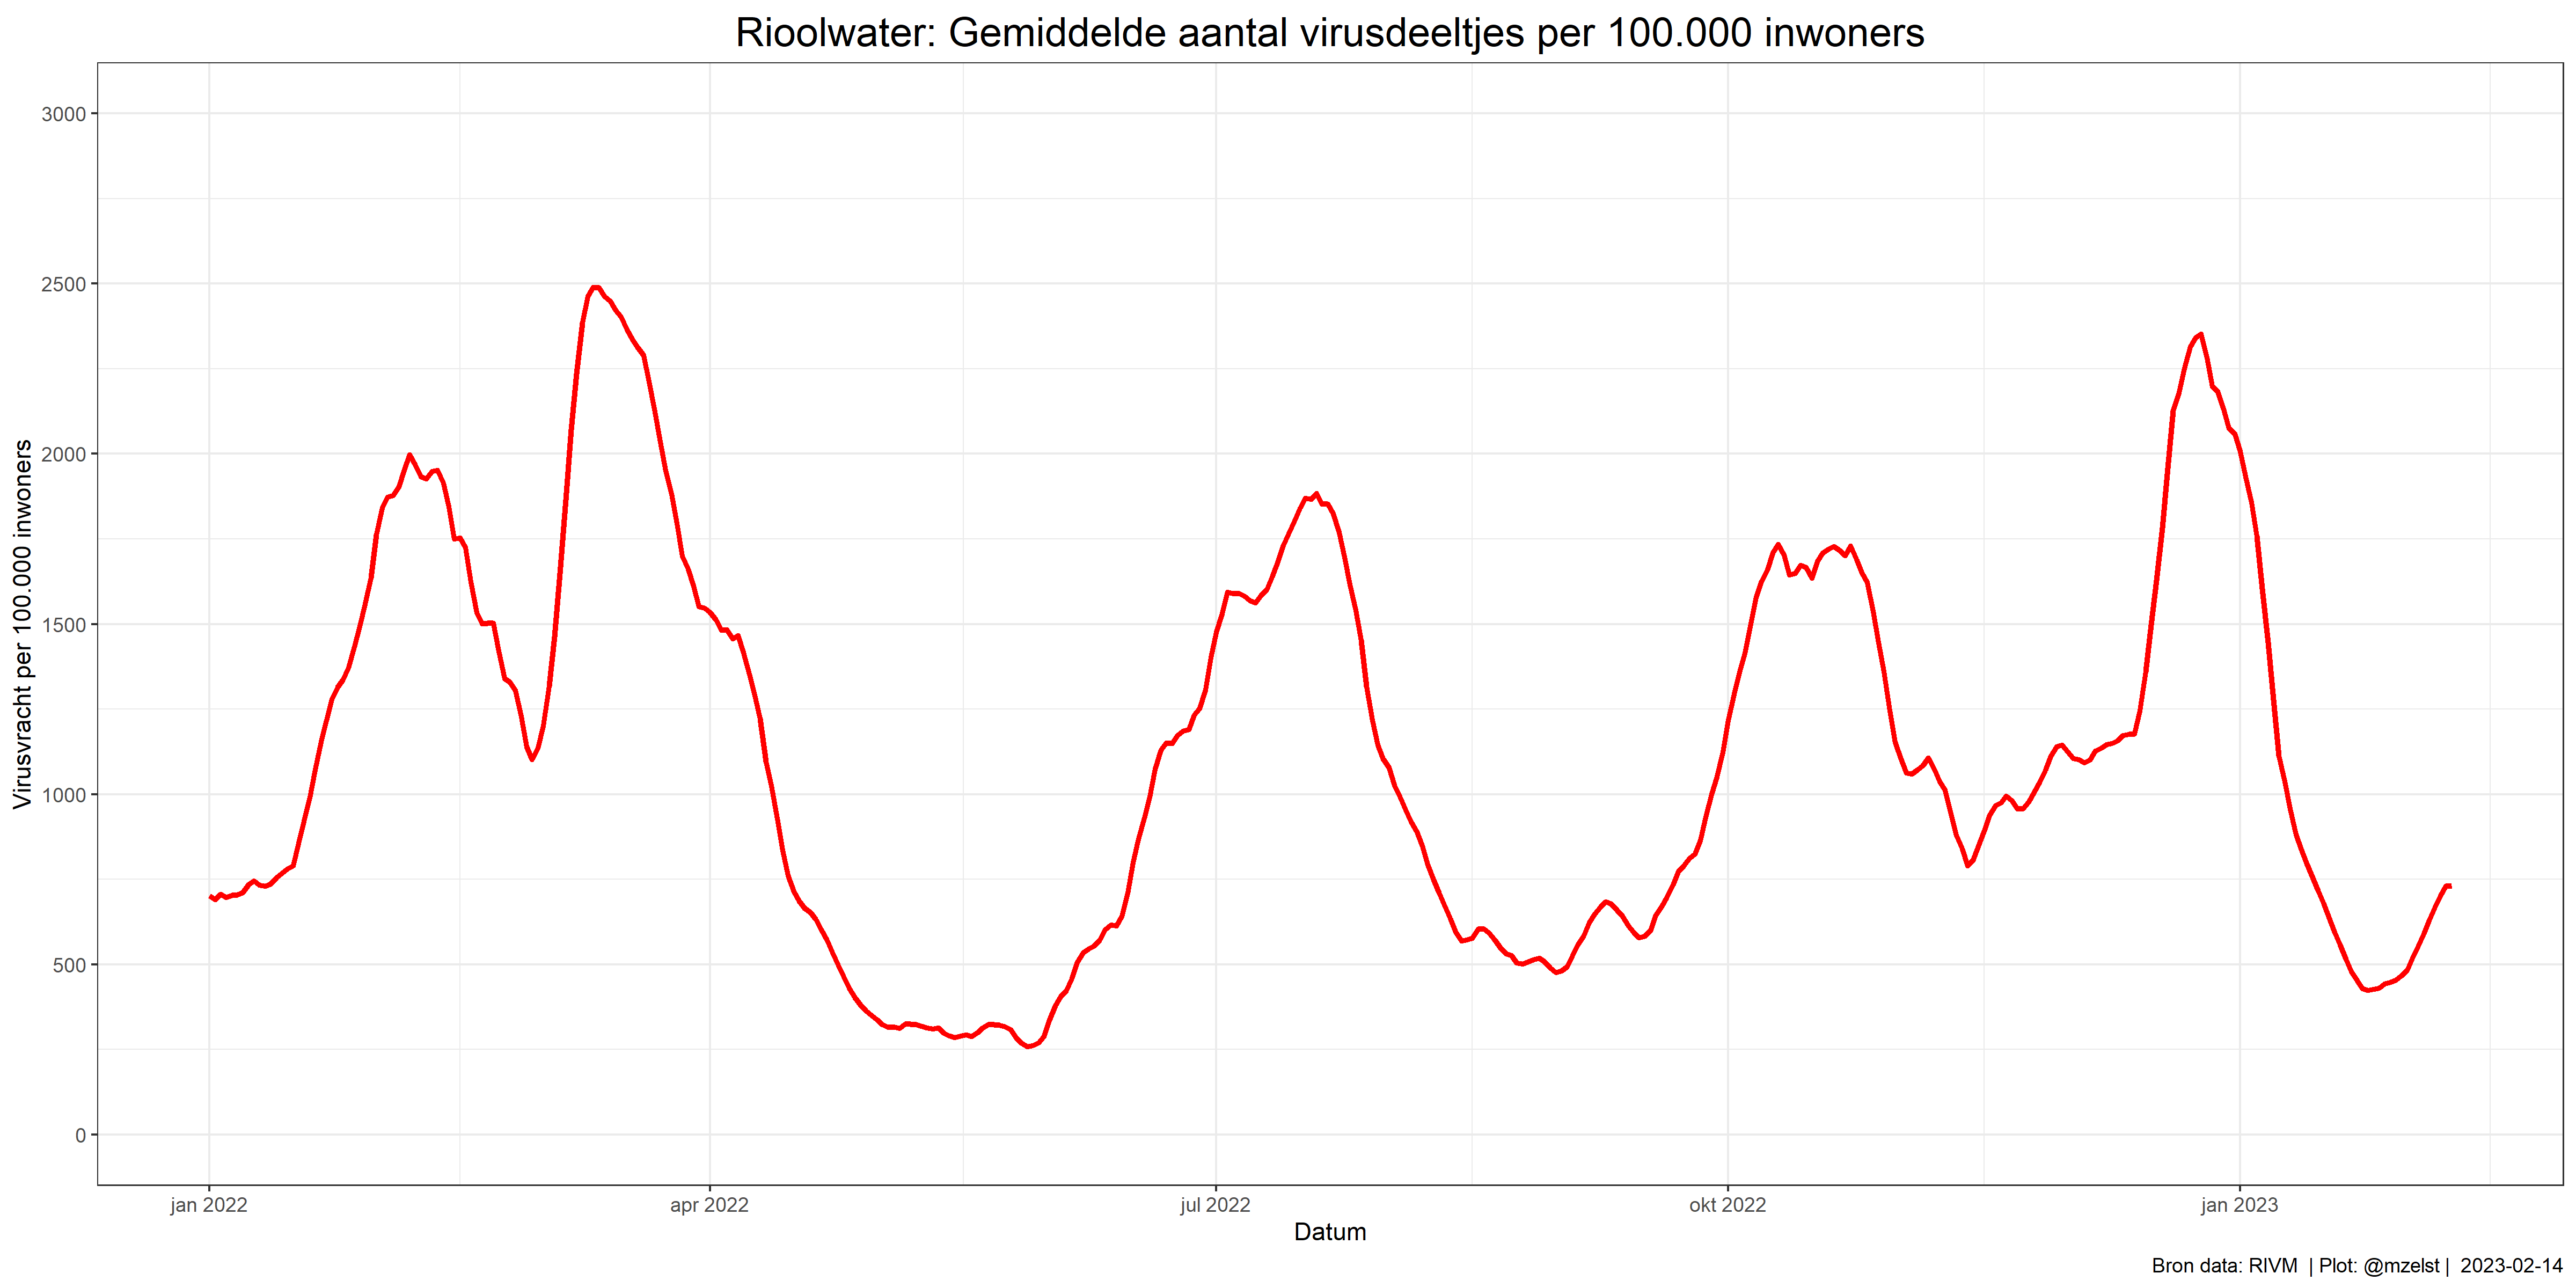 Rioolwater: Gemiddelde aantal virusdeeltjes per 100.000 inwoners
Virusvracht per 100.000 inwoners
3000
2500
2000
1500
1000
500
0
jan 2022
apr 2022
jul 2022
okt 2022
jan 2023
Datum
Bron data: RIVM | Plot: @mzelst | 2023-02-14